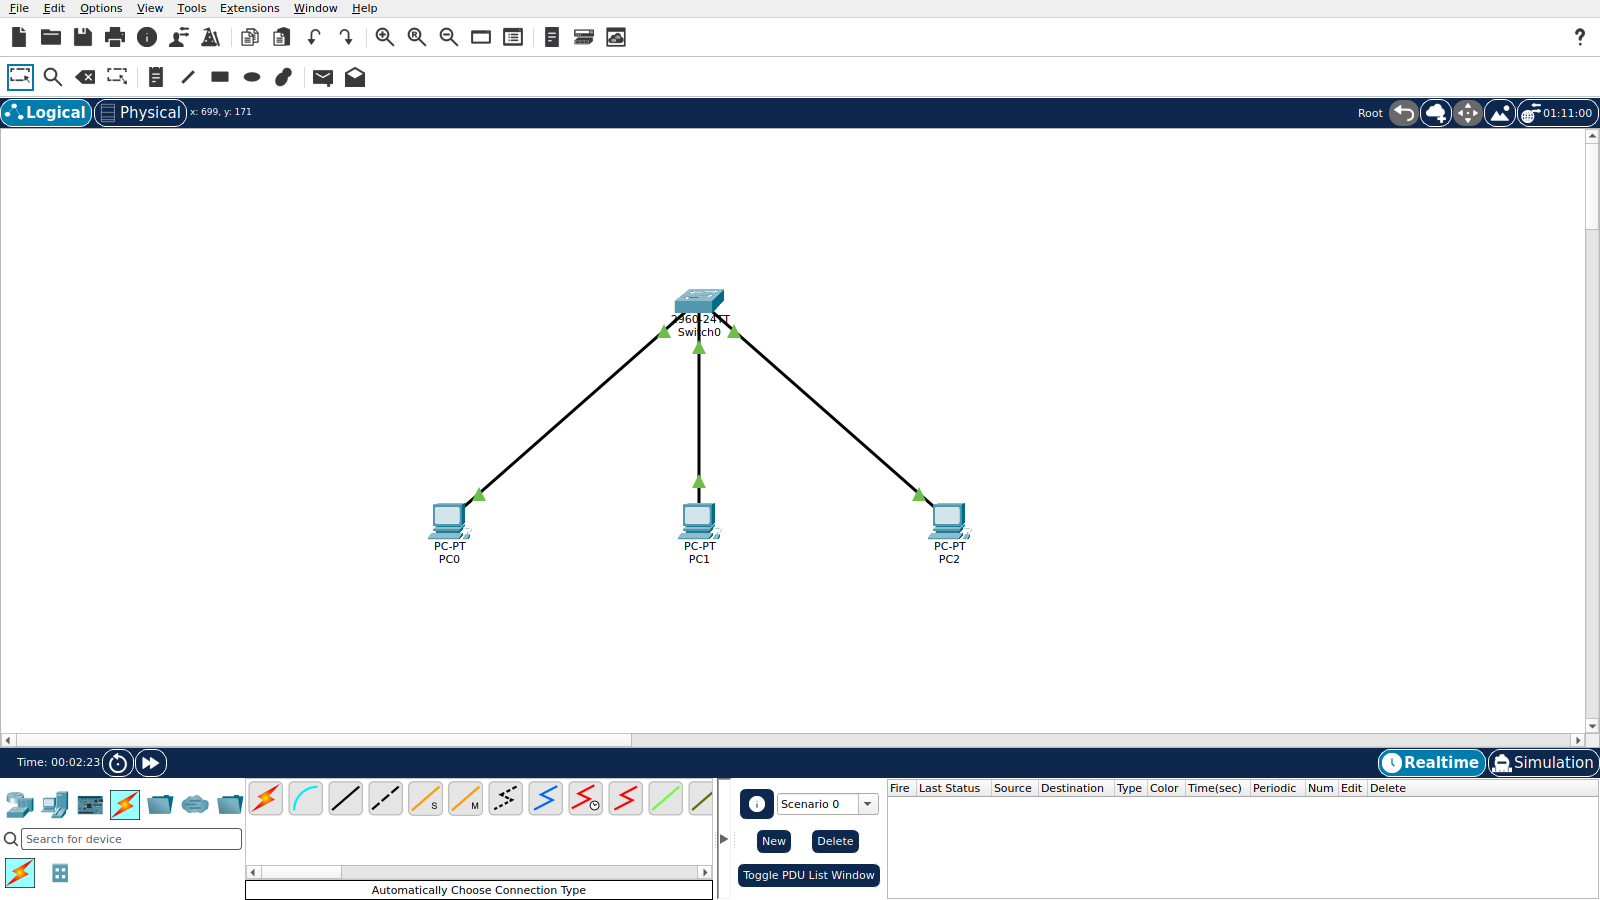 File Edit Options View Tools Extensions Window Help
?
Logical Physical x: 699, y: 171 Root 01:11:00
2960-24TT
Switch0
PC-PT PC-PT PC-PT
PC0 PC1 PC2
Time: 00:02:23 Realtime Simulation
S M
Fire Last Status Source Destination Type Color Time(sec) Periodic Num Edit Delete
Scenario 0
Search for device
New Delete
Toggle PDU List Window
Automatically Choose Connection Type